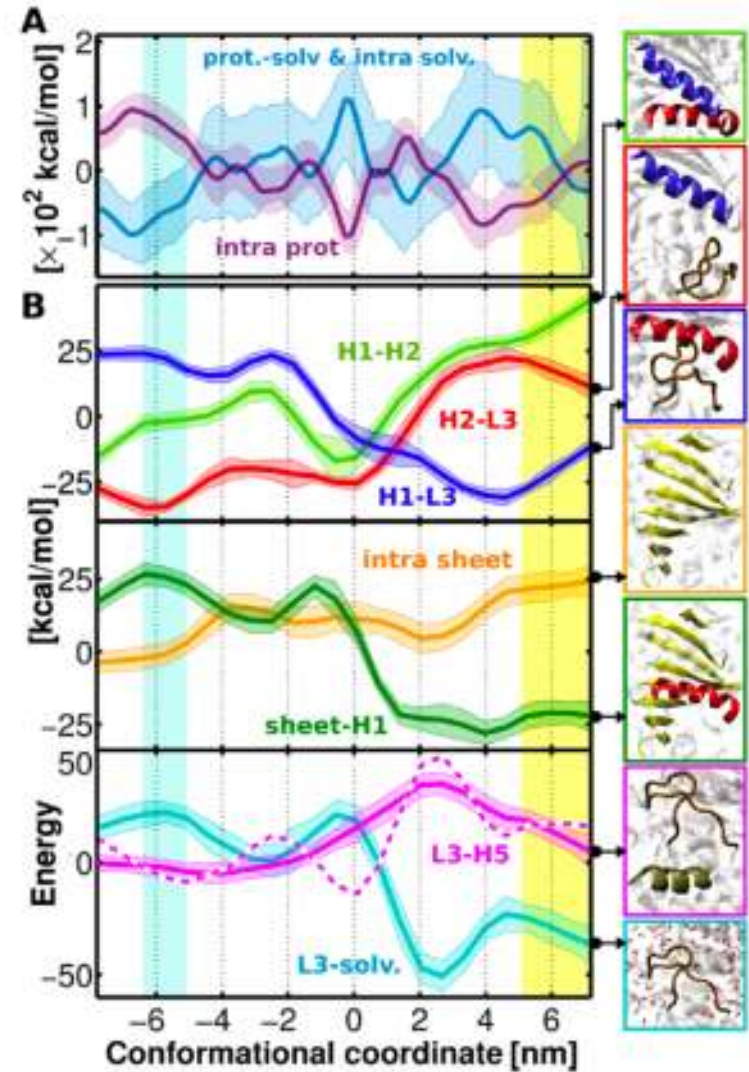 A
2
1
0
−1
[×10² kcal/mol]
prot.-solv & intra solv.
intra prot
B
25
0
−25
H1-H2
H2-L3
H1-L3
[kcal/mol]
25
0
−25
intra sheet
sheet-H1
Energy
50
0
−50
L3-H5
L3-solv.
−6 −4 −2 0 2 4 6
Conformational coordinate [nm]